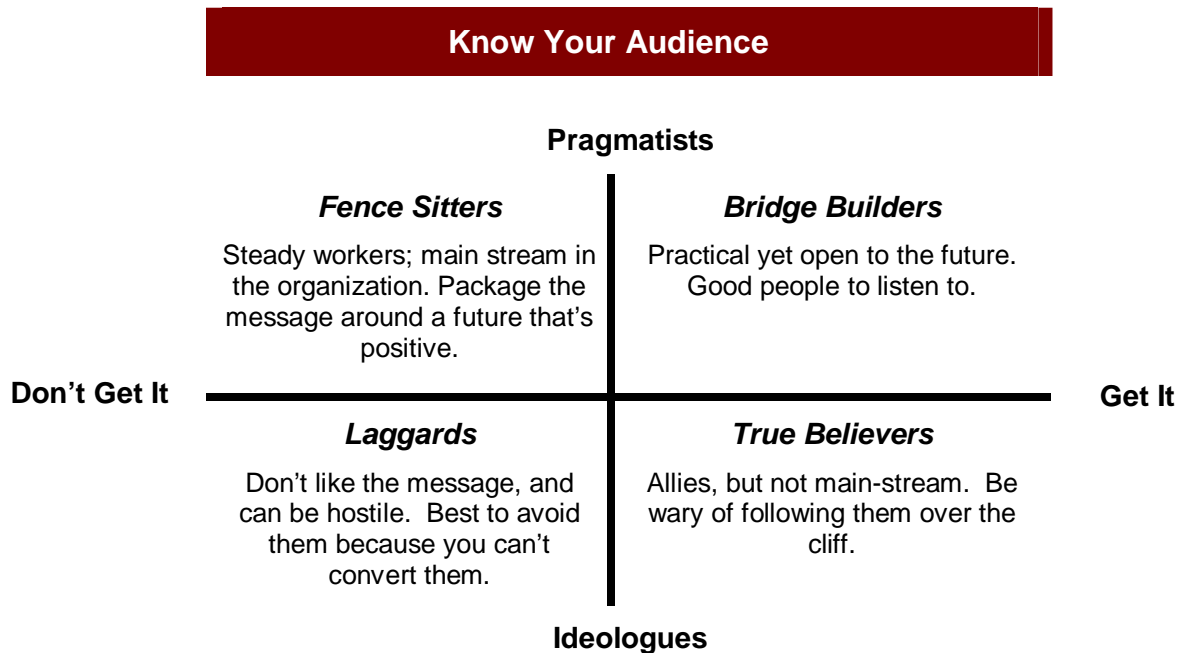 Know Your Audience
Pragmatists
Fence Sitters
Steady workers; main stream in
the organization. Package the
message around a future that's
positive.
Bridge Builders
Practical yet open to the future.
Good people to listen to.
Don’t Get It
Get It
Laggards
Don’t like the message, and
can be hostile.  Best to avoid
them because you can’t
convert them.
True Believers
Allies, but not main-stream.  Be
wary of following them over the
cliff.
Ideologues